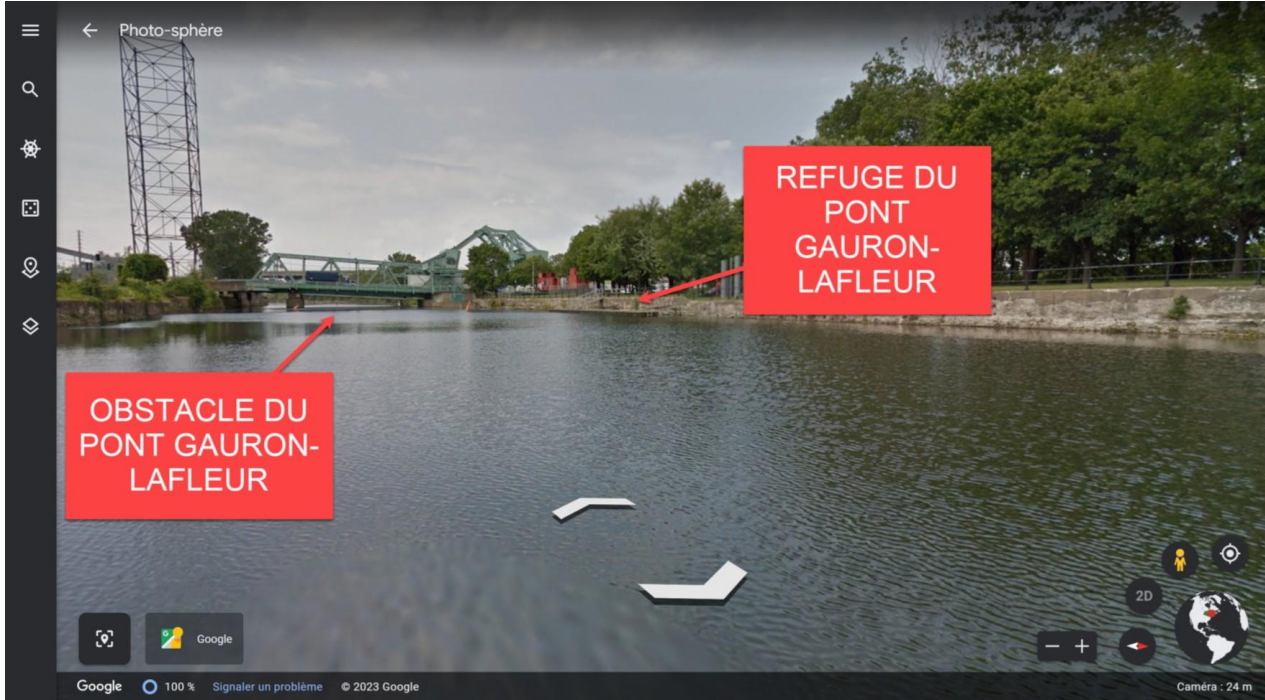 Photo-sphère
REFUGE DU
PONT
GAURON-
LAFLEUR
OBSTACLE DU
PONT GAURON-
LAFLEUR
2D
Google
Google 100 % Signaler un problème © 2023 Google
Caméra : 24 m